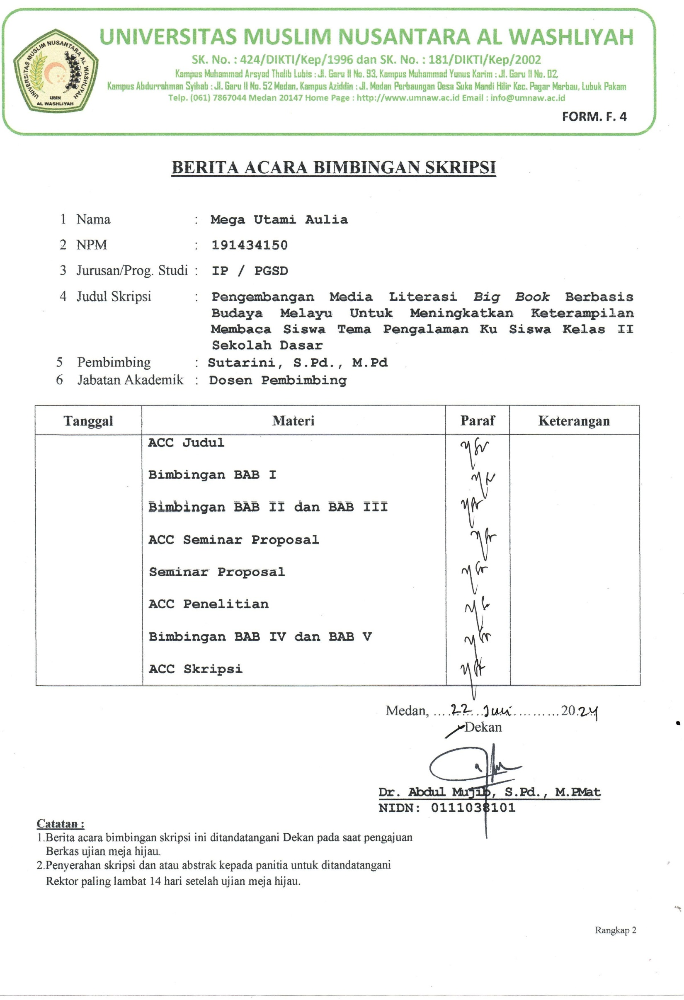 UNIVERSITAS MUSLIM NUSANTARA AL WASHLIYAH
UMN
AL WASHLIYAH
UNIVERSITAS MUSLIM NUSANTARA AL WASHLIYAH
SK. No. : 424/DIKTI/Kep/1996 dan SK. No. : 181/DIKTI/Kep/2002
Kampus Muhammad Arsyad Thalib Lubis : Jl. Garu II No. 93, Kampus Muhammad Yunus Karim : Jl. Garu II No. 02,
Kampus Abdurrahman Syihab : Jl. Garu II No. 52 Medan, Kampus Aziddin : Jl. Medan Perbaungan Desa Suka Mandi Hilir Kec. Pagar Merbau, Lubuk Pakam
Telp. (061) 7867044 Medan 20147 Home Page : http://www.umnaw.ac.id Email : info@umnaw.ac.id
FORM. F. 4
BERITA ACARA BIMBINGAN SKRIPSI
1 Nama : Mega Utami Aulia
2 NPM : 191434150
3 Jurusan/Prog. Studi : IP / PGSD
4 Judul Skripsi : Pengembangan Media Literasi Big Book Berbasis
Budaya Melayu Untuk Meningkatkan Keterampilan
Membaca Siswa Tema Pengalaman Ku Siswa Kelas II
Sekolah Dasar
5 Pembimbing : Sutarini, S.Pd., M.Pd
6 Jabatan Akademik : Dosen Pembimbing
Tanggal Materi Paraf Keterangan
ACC Judul
Bimbingan BAB I
Bimbingan BAB II dan BAB III
ACC Seminar Proposal
Seminar Proposal
ACC Penelitian
Bimbingan BAB IV dan BAB V
ACC Skripsi
Medan, ....22...Juni...........2024
Dekan
Dr. Abdul Mujib, S.Pd., M.PMat
NIDN: 0111038101
Catatan :
1.Berita acara bimbingan skripsi ini ditandatangani Dekan pada saat pengajuan
Berkas ujian meja hijau.
2.Penyerahan skripsi dan atau abstrak kepada panitia untuk ditandatangani
Rektor paling lambat 14 hari setelah ujian meja hijau.
Rangkap 2